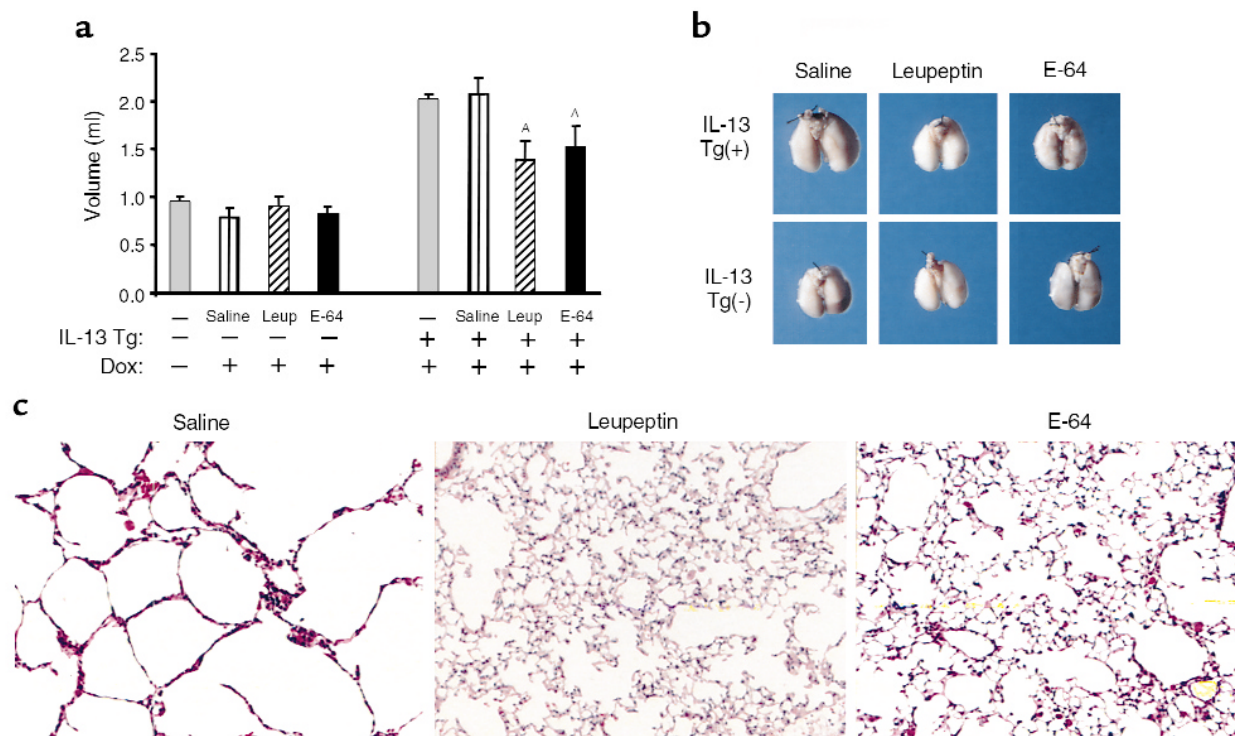 a
Volume (ml)
2.5
2.0
1.5
1.0
0.5
0.0
A
A
— Saline Leup E-64 — Saline Leup E-64
IL-13 Tg: — — — — + + + +
Dox: — + + + + + + +
b
Saline Leupeptin E-64
IL-13
Tg(+)
IL-13
Tg(-)
c
Saline Leupeptin E-64